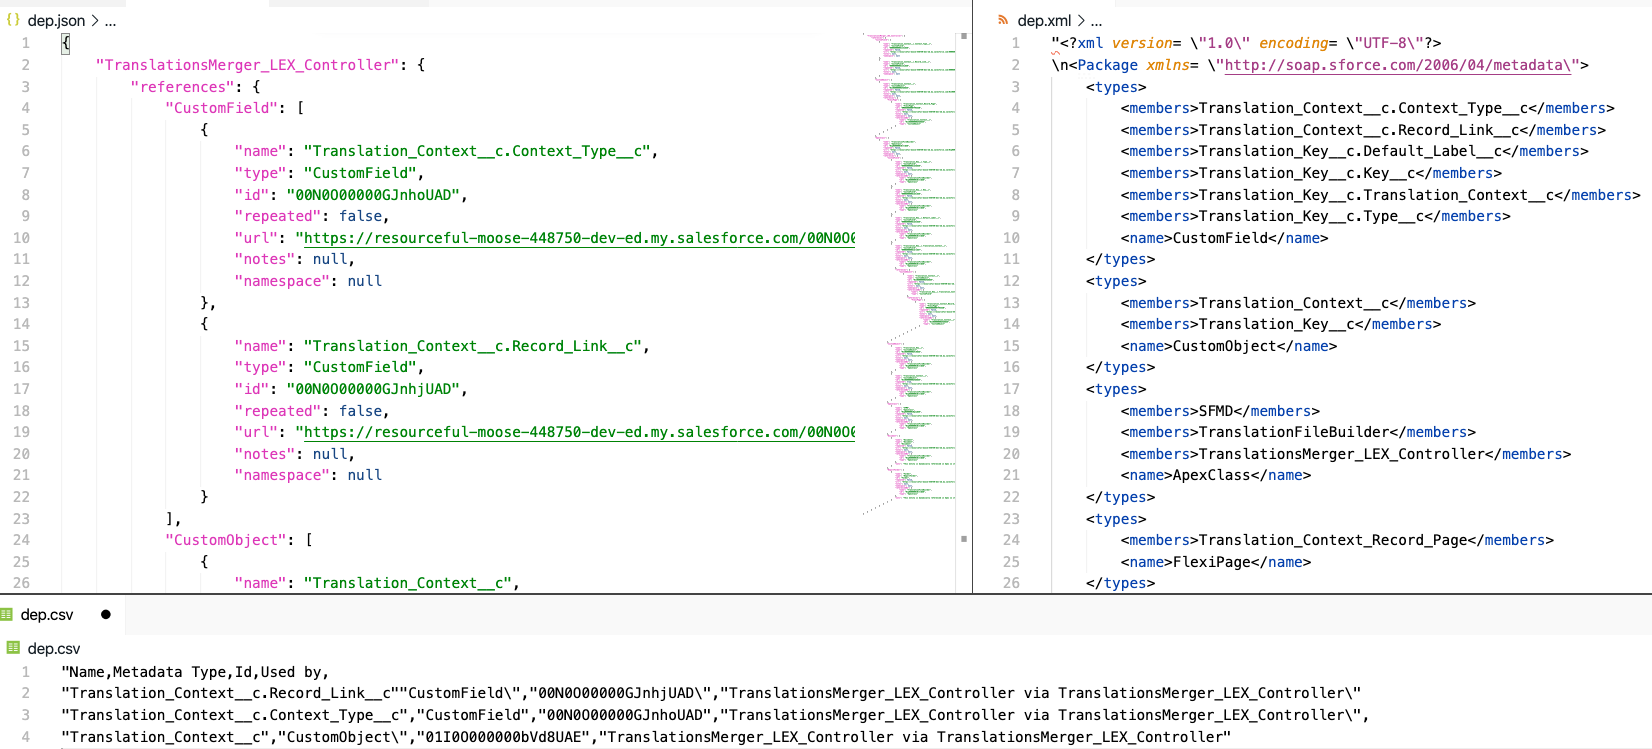 {} dep.json > ...
1 {
2 "TranslationsMerger_LEX_Controller": {
3 "references": {
4 "CustomField": [
5 {
6 "name": "Translation_Context__c.Context_Type__c",
7 "type": "CustomField",
8 "id": "00N0O00000GJnhoUAD",
9 "repeated": false,
10 "url": "https://resourceful-moose-448750-dev-ed.my.salesforce.com/00N0O0
11 "notes": null,
12 "namespace": null
13 },
14 {
15 "name": "Translation_Context__c.Record_Link__c",
16 "type": "CustomField",
17 "id": "00N0O00000GJnhjUAD",
18 "repeated": false,
19 "url": "https://resourceful-moose-448750-dev-ed.my.salesforce.com/00N0O0
20 "notes": null,
21 "namespace": null
22 }
23 ],
24 "CustomObject": [
25 {
26 "name": "Translation_Context__c",
dep.xml > ...
1 "<?xml version= \"1.0\" encoding= \"UTF-8\"?>
2 \n<Package xmlns= \"http://soap.sforce.com/2006/04/metadata\">
3 <types>
4 <members>Translation_Context__c.Context_Type__c</members>
5 <members>Translation_Context__c.Record_Link__c</members>
6 <members>Translation_Key__c.Default_Label__c</members>
7 <members>Translation_Key__c.Key__c</members>
8 <members>Translation_Key__c.Translation_Context__c</members>
9 <members>Translation_Key__c.Type__c</members>
10 <name>CustomField</name>
11 </types>
12 <types>
13 <members>Translation_Context__c</members>
14 <members>Translation_Key__c</members>
15 <name>CustomObject</name>
16 </types>
17 <types>
18 <members>SFMD</members>
19 <members>TranslationFileBuilder</members>
20 <members>TranslationsMerger_LEX_Controller</members>
21 <name>ApexClass</name>
22 </types>
23 <types>
24 <members>Translation_Context_Record_Page</members>
25 <name>FlexiPage</name>
26 </types>
dep.csv
dep.csv
1 "Name,Metadata Type,Id,Used by,
2 "Translation_Context__c.Record_Link__c""CustomField\","00N0O00000GJnhjUAD\","TranslationsMerger_LEX_Controller via TranslationsMerger_LEX_Controller\"
3 "Translation_Context__c.Context_Type__c","CustomField","00N0O00000GJnhoUAD","TranslationsMerger_LEX_Controller via TranslationsMerger_LEX_Controller\",
4 "Translation_Context__c","CustomObject\","01I0O000000bVd8UAE","TranslationsMerger_LEX_Controller via TranslationsMerger_LEX_Controller"